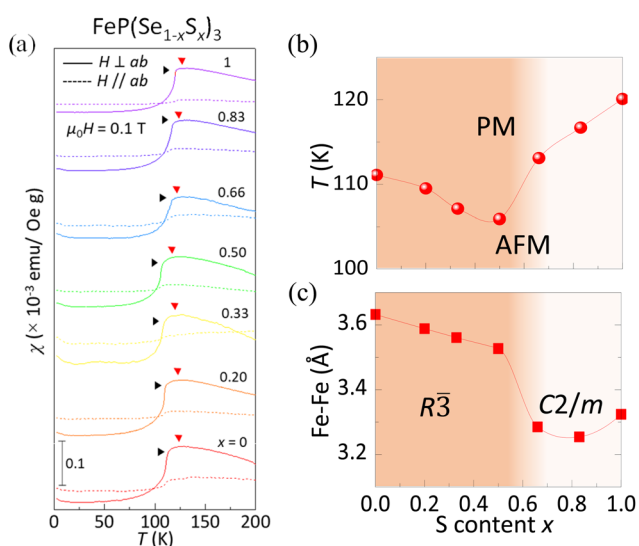 FeP(Se1-xSx)3
(a)
H ⊥ ab
H // ab
μ0H = 0.1 T
1
0.83
0.66
0.50
0.33
0.20
x = 0
0.1
χ (× 10-3 emu/ Oe g)
0 50 100 150 200
T (K)
(b)
120
110
100
T (K)
PM
AFM
(c)
3.6
3.4
3.2
Fe-Fe (Å)
R3̅
C2/m
0.0 0.2 0.4 0.6 0.8 1.0
S content x